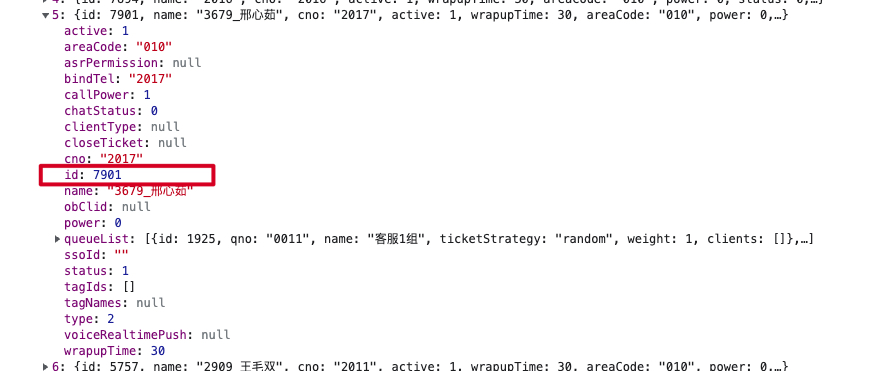 4: {id: 7894, name: "2016", cno: "2016", active: 1, wrapupTime: 30, areaCode: "010", power: 0, status: 0,…}
5: {id: 7901, name: "3679_邢心茹", cno: "2017", active: 1, wrapupTime: 30, areaCode: "010", power: 0,…}
active: 1
areaCode: "010"
asrPermission: null
bindTel: "2017"
callPower: 1
chatStatus: 0
clientType: null
closeTicket: null
cno: "2017"
id: 7901
name: "3679_邢心茹"
obClid: null
power: 0
queueList: [{id: 1925, qno: "0011", name: "客服1组", ticketStrategy: "random", weight: 1, clients: []},…]
ssoId: ""
status: 1
tagIds: []
tagNames: null
type: 2
voiceRealtimePush: null
wrapupTime: 30
6: {id: 5757, name: "2909_王毛双", cno: "2011", active: 1, wrapupTime: 30, areaCode: "010", power: 0,…}